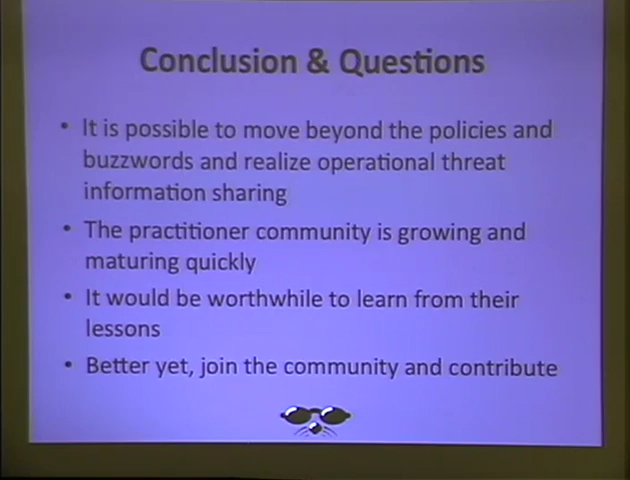 Conclusion & Questions
• It is possible to move beyond the policies and
buzzwords and realize operational threat
information sharing
• The practitioner community is growing and
maturing quickly
• It would be worthwhile to learn from their
lessons
• Better yet, join the community and contribute